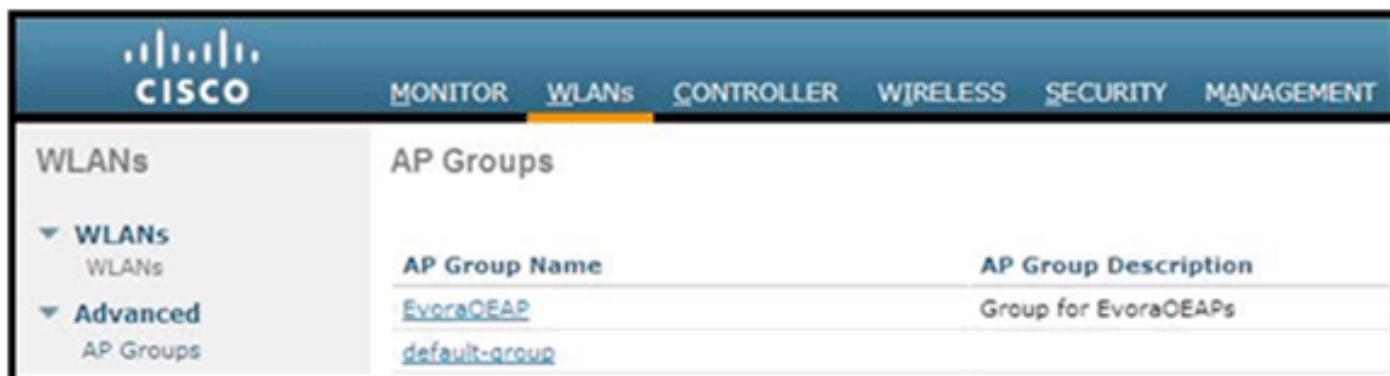 CISCO
MONITOR WLANs CONTROLLER WIRELESS SECURITY MANAGEMENT
WLANs
WLANs
WLANs
Advanced
AP Groups
AP Groups
AP Group Name AP Group Description
EvoraOEAP Group for EvoraOEAPs
default-group